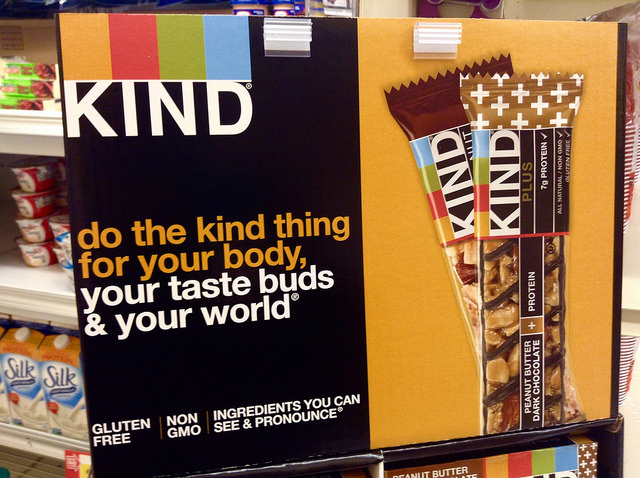 KIND®
do the kind thing
for your body,
your taste buds
& your world®
GLUTEN
FREE
NON
GMO
INGREDIENTS YOU CAN
SEE & PRONOUNCE®
KIND
NUT
KIND
PLUS
7g PROTEIN ✓
ALL NATURAL / NON GMO ✓
GLUTEN FREE ✓
PEANUT BUTTER
DARK CHOCOLATE
+ PROTEIN
Silk
Silk
PEANUT BUTTER